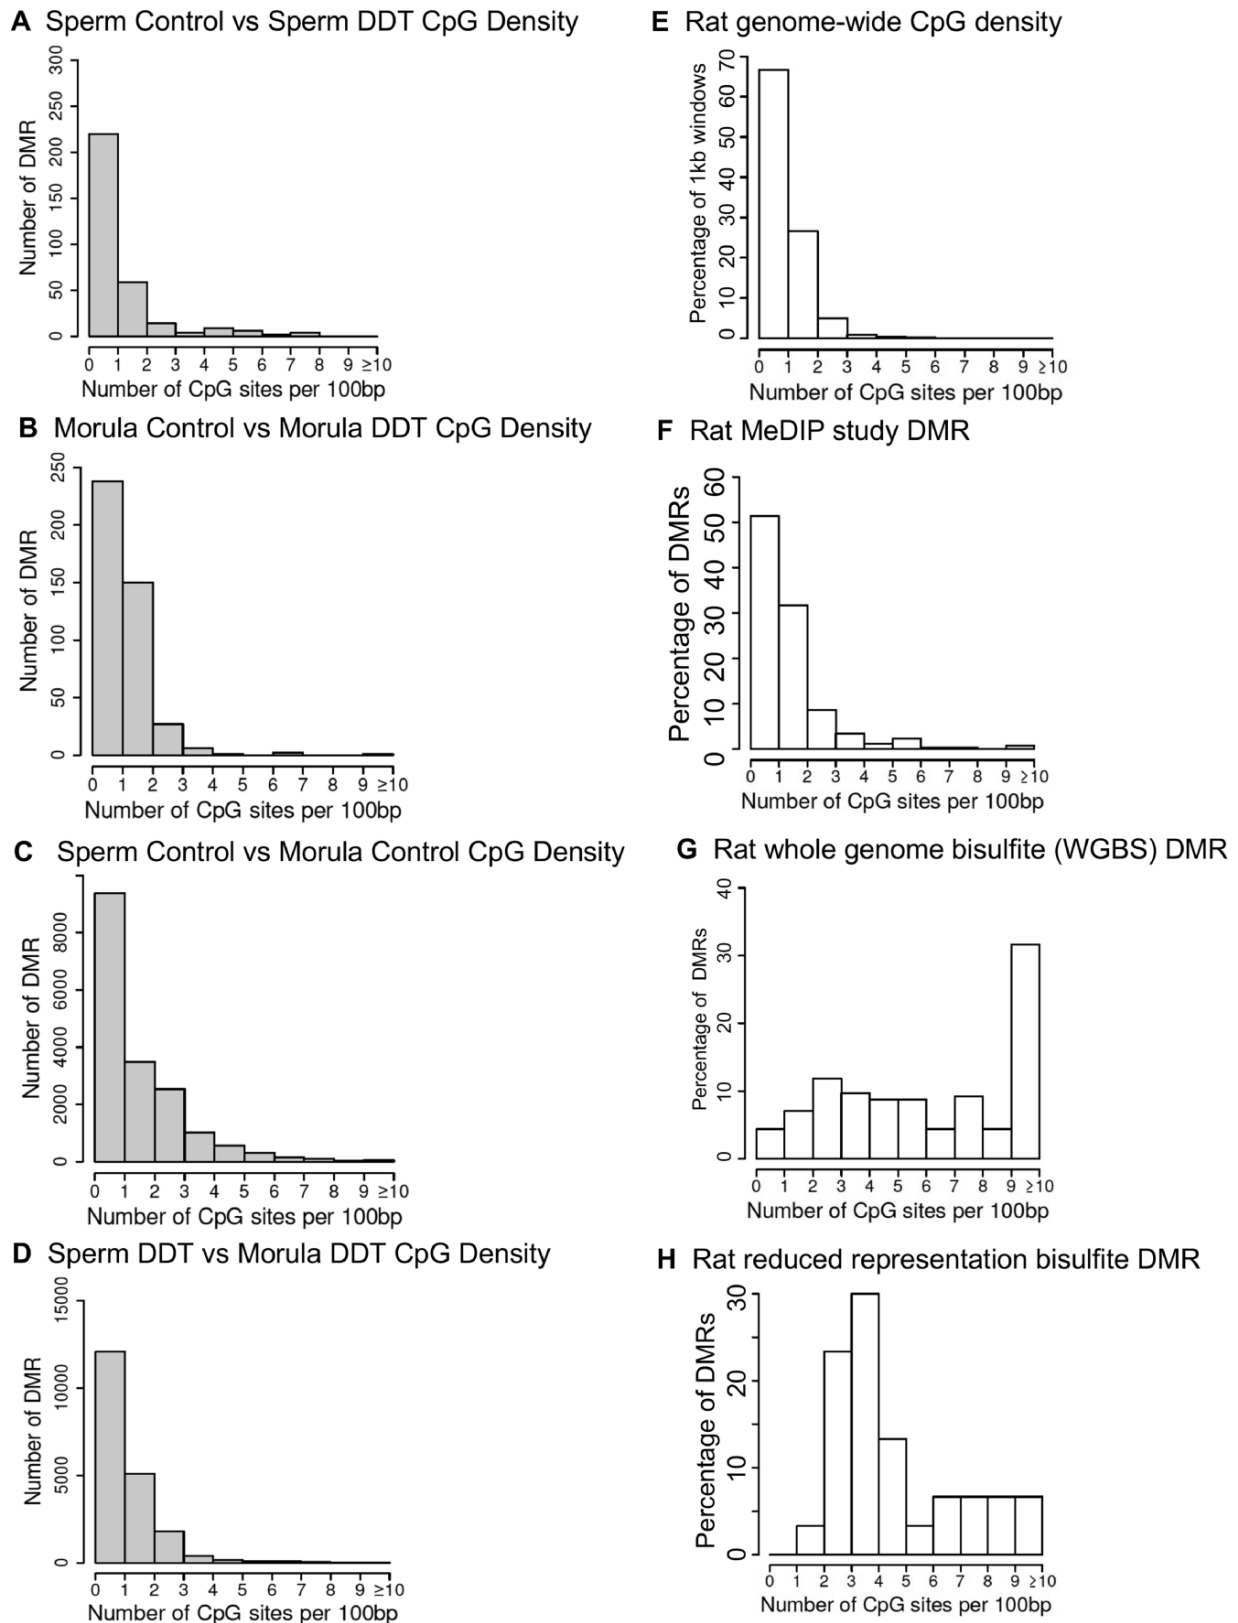 A Sperm Control vs Sperm DDT CpG Density
Number of DMR
300
250
200
150
100
50
0
0 1 2 3 4 5 6 7 8 9 ≥10
Number of CpG sites per 100bp
B Morula Control vs Morula DDT CpG Density
Number of DMR
250
200
150
100
50
0
0 1 2 3 4 5 6 7 8 9 ≥10
Number of CpG sites per 100bp
C Sperm Control vs Morula Control CpG Density
Number of DMR
8000
6000
4000
2000
0
0 1 2 3 4 5 6 7 8 9 ≥10
Number of CpG sites per 100bp
D Sperm DDT vs Morula DDT CpG Density
Number of DMR
15000
10000
5000
0
0 1 2 3 4 5 6 7 8 9 ≥10
Number of CpG sites per 100bp
E Rat genome-wide CpG density
Percentage of 1kb windows
70
60
50
40
30
20
10
0
0 1 2 3 4 5 6 7 8 9 ≥10
Number of CpG sites per 100bp
F Rat MeDIP study DMR
Percentage of DMRs
60
50
40
30
20
10
0
0 1 2 3 4 5 6 7 8 9 ≥10
Number of CpG sites per 100bp
G Rat whole genome bisulfite (WGBS) DMR
Percentage of DMRs
40
30
20
10
0
0 1 2 3 4 5 6 7 8 9 ≥10
Number of CpG sites per 100bp
H Rat reduced representation bisulfite DMR
Percentage of DMRs
30
20
10
0
0 1 2 3 4 5 6 7 8 9 ≥10
Number of CpG sites per 100bp